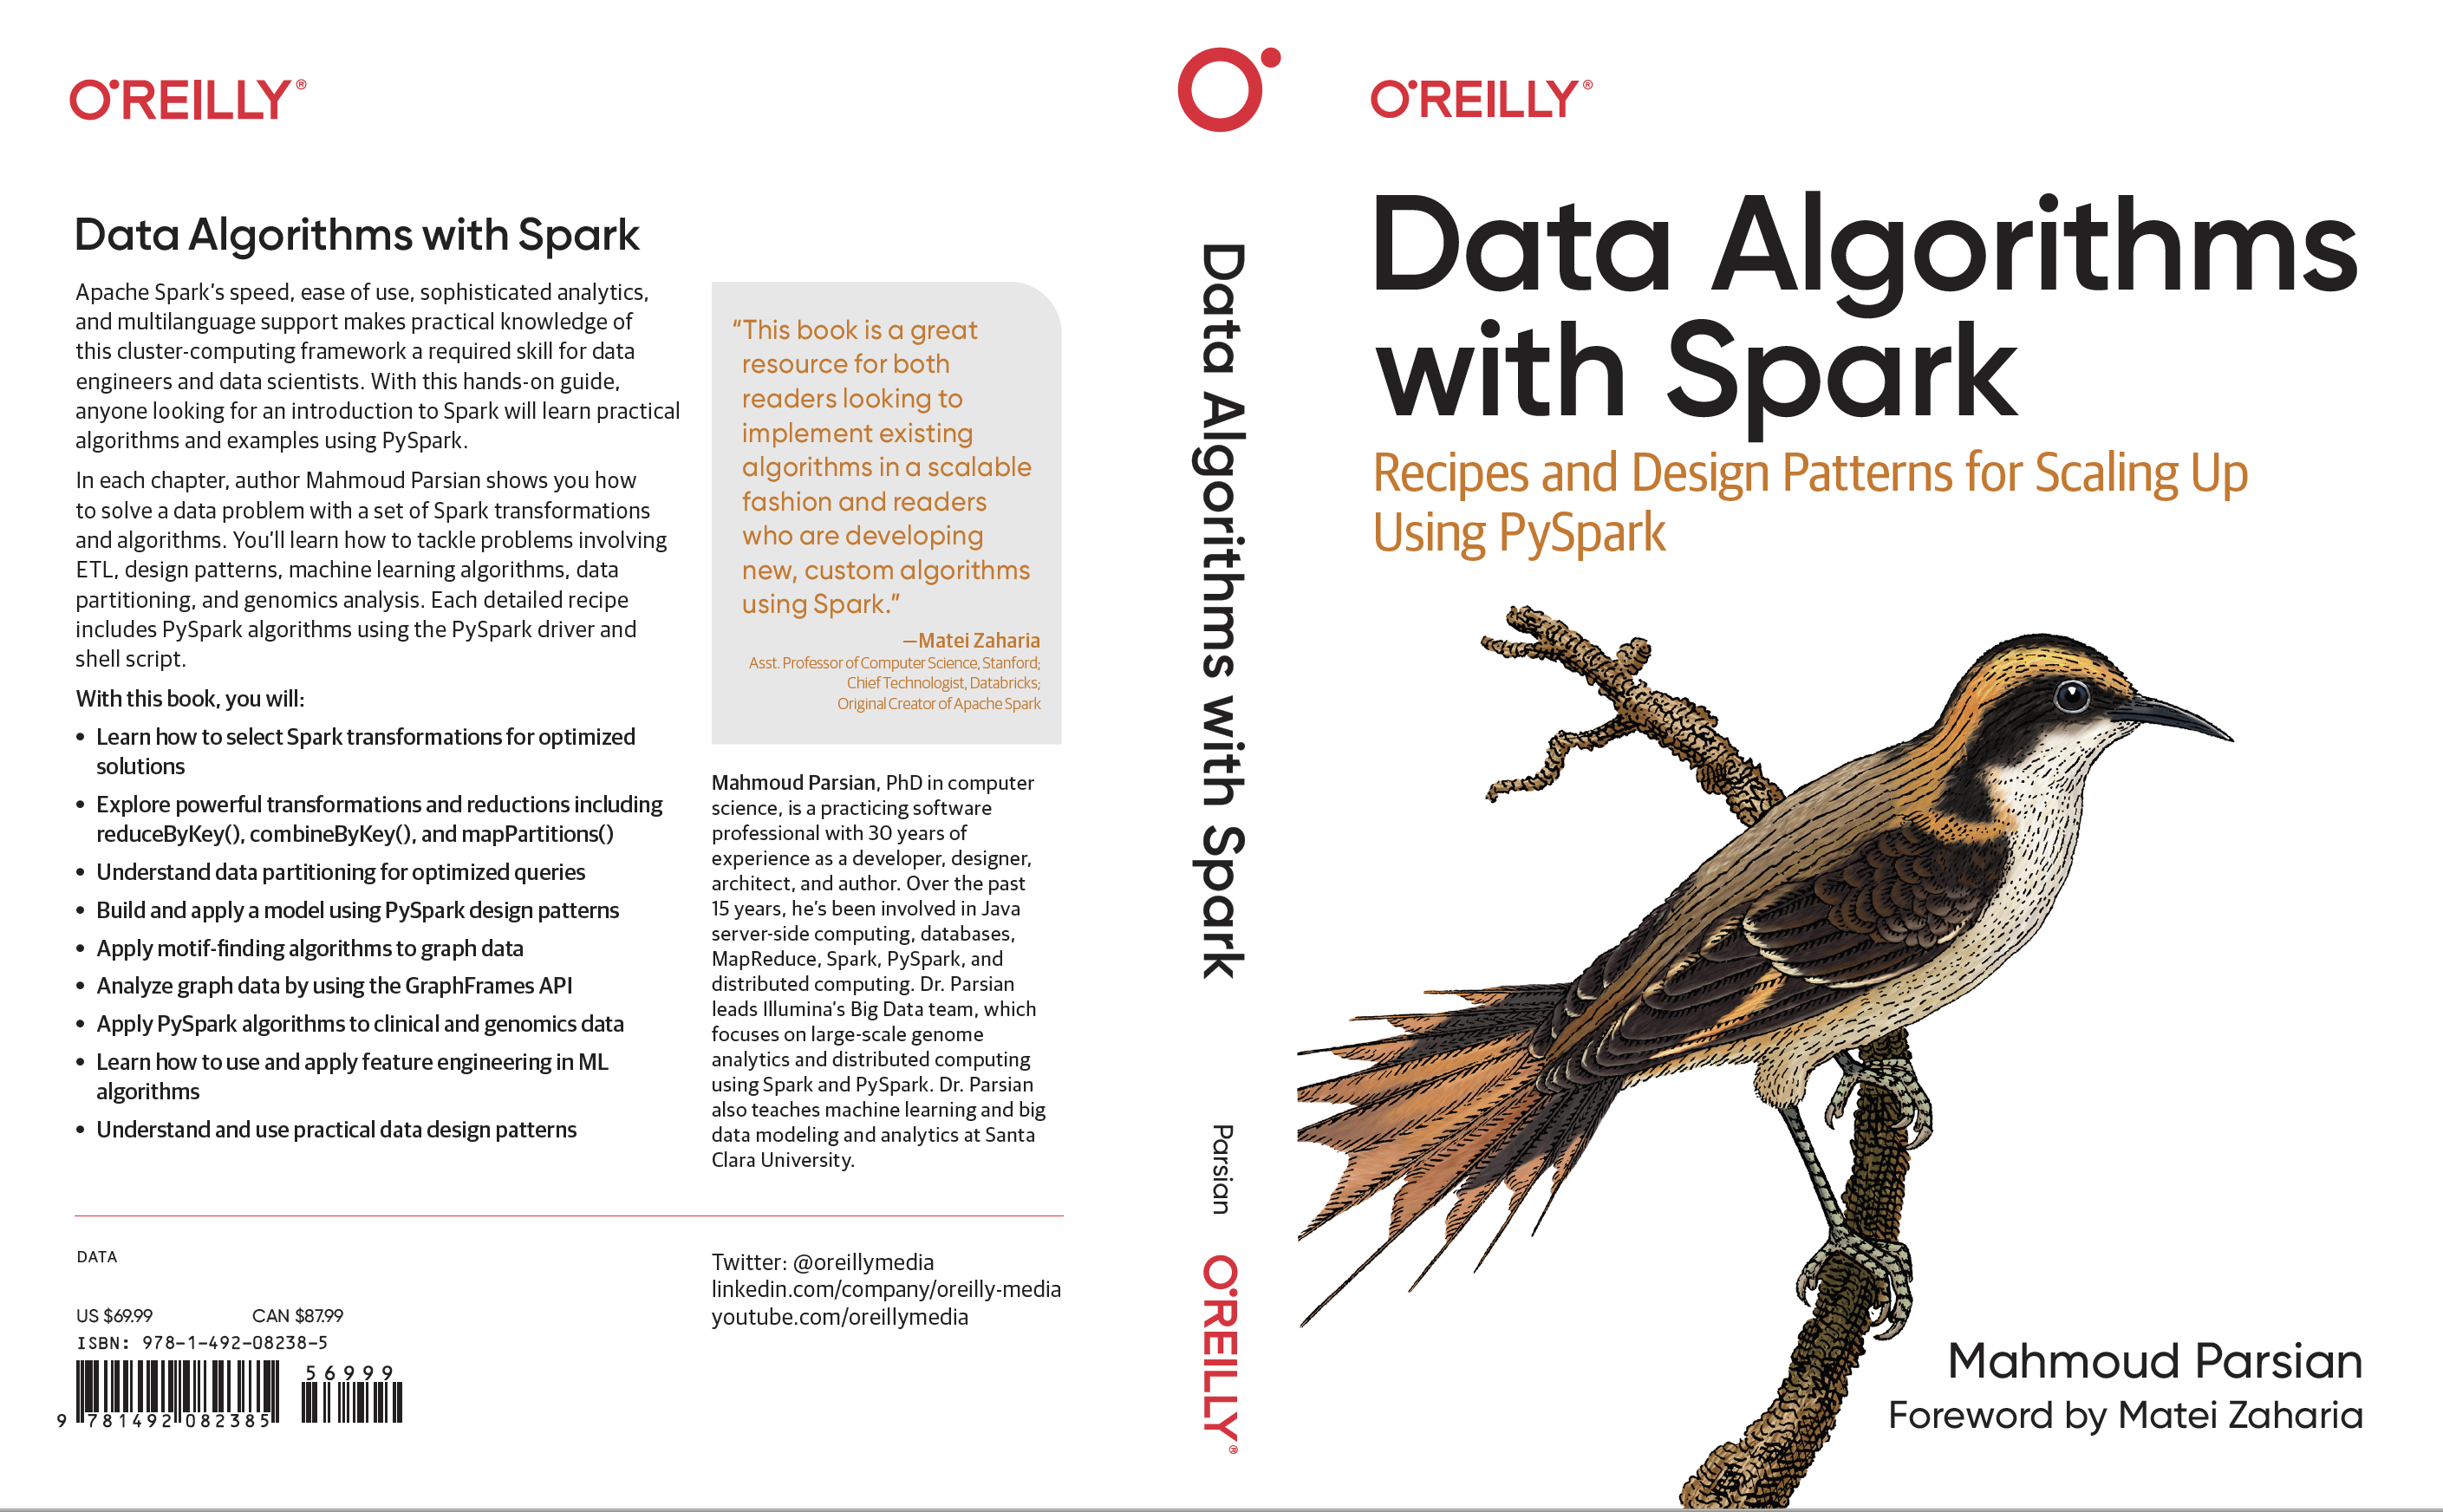 O'REILLY®
Data Algorithms with Spark
Apache Spark's speed, ease of use, sophisticated analytics,
and multilanguage support makes practical knowledge of
this cluster-computing framework a required skill for data
engineers and data scientists. With this hands-on guide,
anyone looking for an introduction to Spark will learn practical
algorithms and examples using PySpark.
In each chapter, author Mahmoud Parsian shows you how
to solve a data problem with a set of Spark transformations
and algorithms. You'll learn how to tackle problems involving
ETL, design patterns, machine learning algorithms, data
partitioning, and genomics analysis. Each detailed recipe
includes PySpark algorithms using the PySpark driver and
shell script.
With this book, you will:
• Learn how to select Spark transformations for optimized
solutions
• Explore powerful transformations and reductions including
reduceByKey(), combineByKey(), and mapPartitions()
• Understand data partitioning for optimized queries
• Build and apply a model using PySpark design patterns
• Apply motif-finding algorithms to graph data
• Analyze graph data by using the GraphFrames API
• Apply PySpark algorithms to clinical and genomics data
• Learn how to use and apply feature engineering in ML
algorithms
• Understand and use practical data design patterns
"This book is a great
resource for both
readers looking to
implement existing
algorithms in a scalable
fashion and readers
who are developing
new, custom algorithms
using Spark."
—Matei Zaharia
Asst. Professor of Computer Science, Stanford;
Chief Technologist, Databricks;
Original Creator of Apache Spark
Mahmoud Parsian, PhD in computer
science, is a practicing software
professional with 30 years of
experience as a developer, designer,
architect, and author. Over the past
15 years, he's been involved in Java
server-side computing, databases,
MapReduce, Spark, PySpark, and
distributed computing. Dr. Parsian
leads Illumina's Big Data team, which
focuses on large-scale genome
analytics and distributed computing
using Spark and PySpark. Dr. Parsian
also teaches machine learning and big
data modeling and analytics at Santa
Clara University.
DATA
US $69.99 CAN $87.99
ISBN: 978-1-492-08238-5
56999
9 781492 082385
Twitter: @oreillymedia
linkedin.com/company/oreilly-media
youtube.com/oreillymedia
O'
Data Algorithms with Spark
Parsian
O'REILLY®
O'REILLY®
Data Algorithms
with Spark
Recipes and Design Patterns for Scaling Up
Using PySpark
Mahmoud Parsian
Foreword by Matei Zaharia